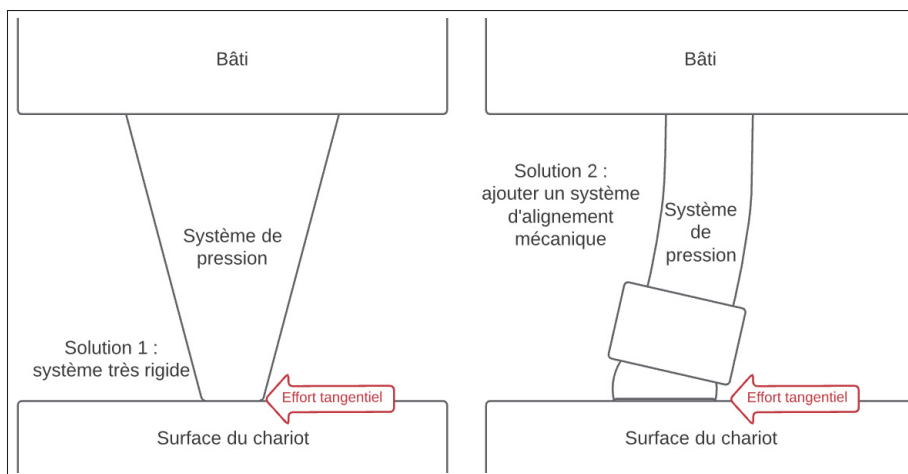 Bâti
Système de
pression
Solution 1 :
système très rigide
Effort tangentiel
Surface du chariot
Bâti
Solution 2 :
ajouter un système
d'alignement
mécanique
Système
de
pression
Effort tangentiel
Surface du chariot